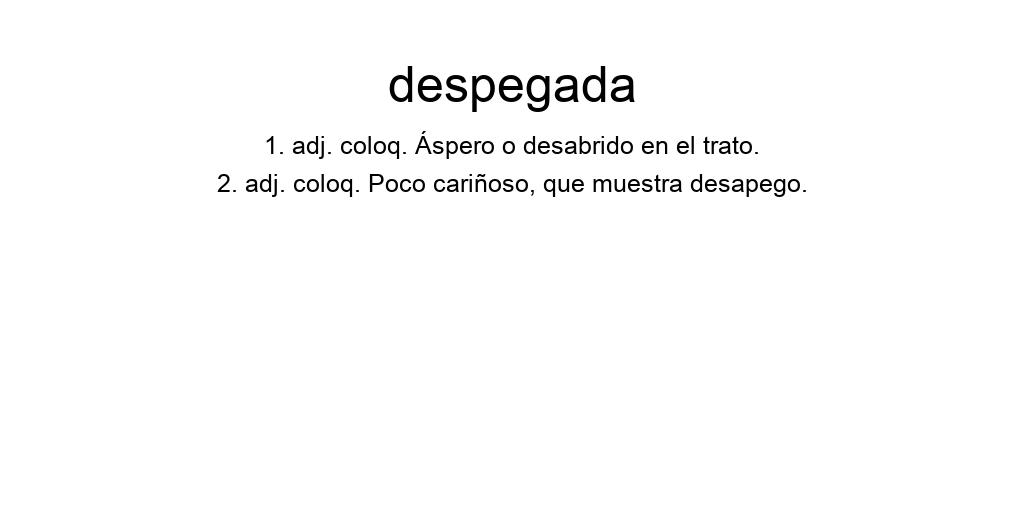 despegada
1. adj. coloq. Áspero o desabrido en el trato.
2. adj. coloq. Poco cariñoso, que muestra desapego.